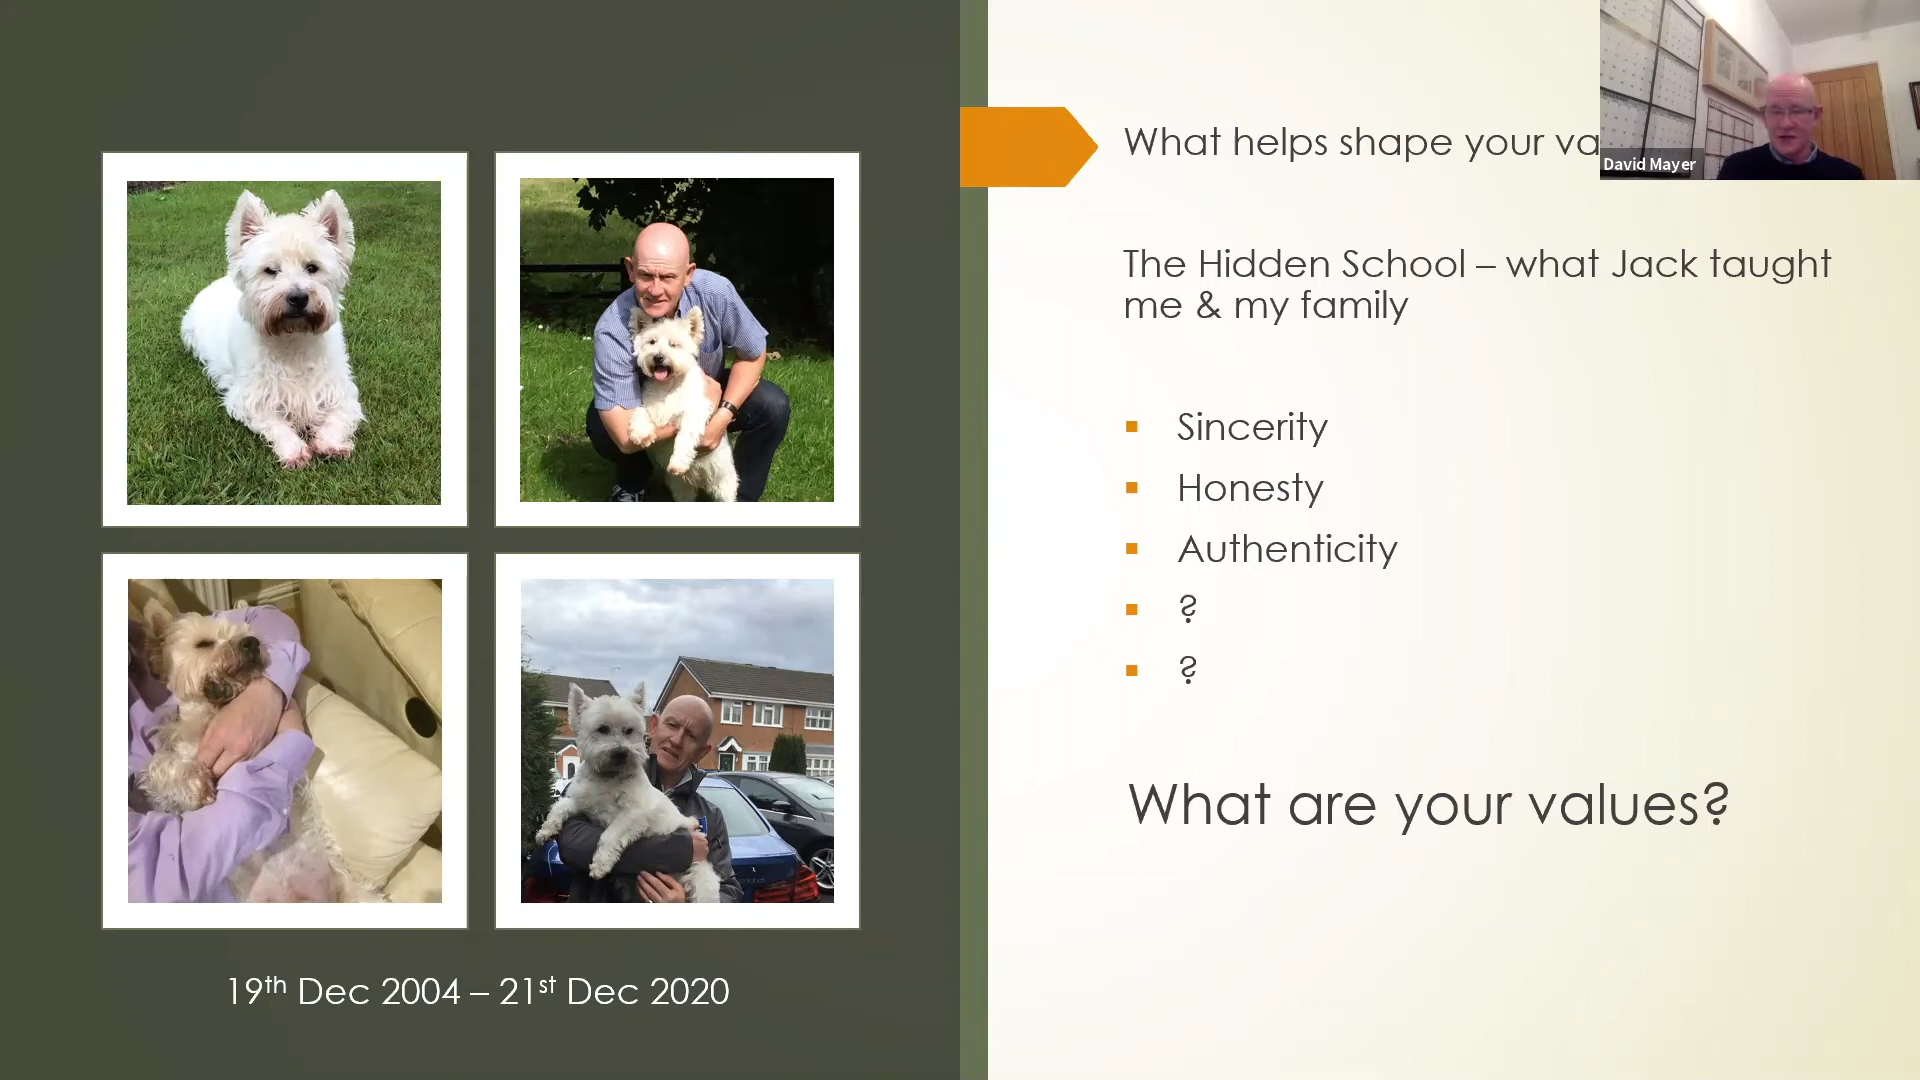 What helps shape your
David Mayer
The Hidden School – what Jack taught
me & my family
▪ Sincerity
▪ Honesty
▪ Authenticity
▪ ?
▪ ?
What are your values?
19th Dec 2004 – 21st Dec 2020